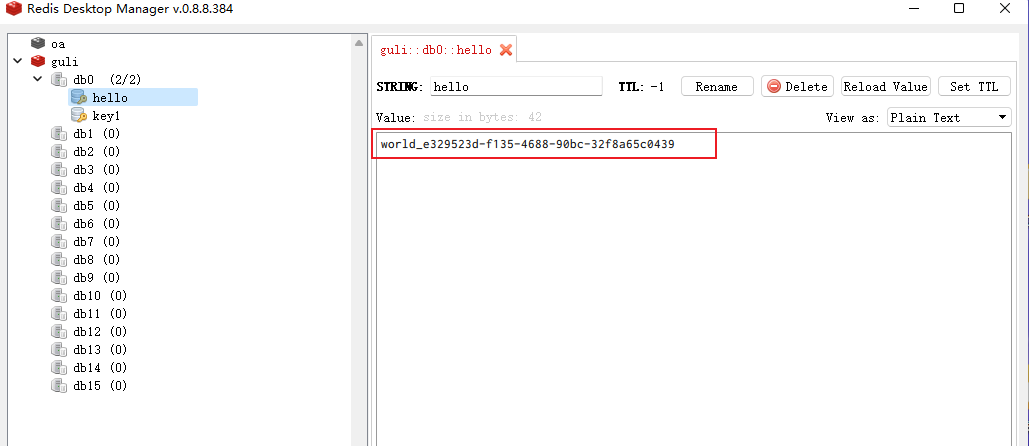 Redis Desktop Manager v.0.8.8.384
oa
guli
db0 (2/2)
hello
key1
db1 (0)
db2 (0)
db3 (0)
db4 (0)
db5 (0)
db6 (0)
db7 (0)
db8 (0)
db9 (0)
db10 (0)
db11 (0)
db12 (0)
db13 (0)
db14 (0)
db15 (0)
guli::db0::hello
STRING: hello TTL: -1 Rename Delete Reload Value Set TTL
Value: size in bytes: 42 View as: Plain Text
world_e329523d-f135-4688-90bc-32f8a65c0439